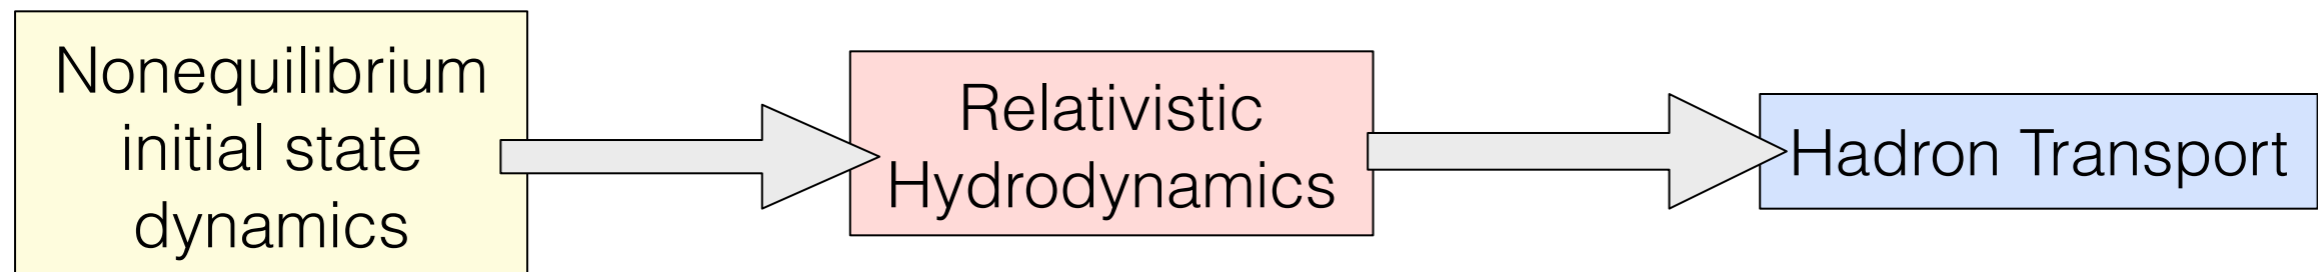 Nonequilibrium
initial state
dynamics
Relativistic
Hydrodynamics
Hadron Transport